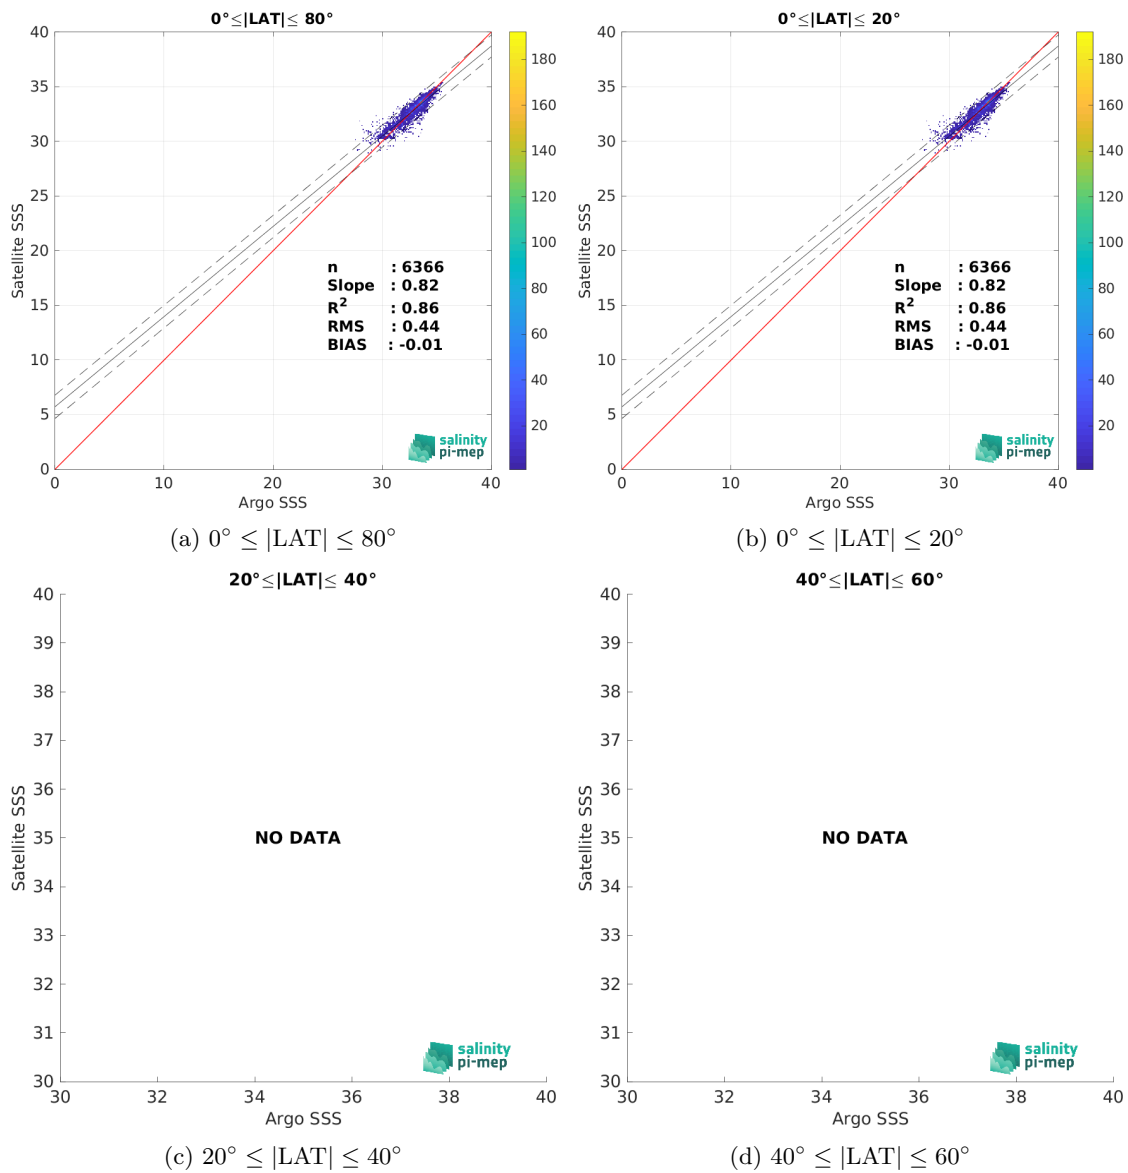 0°≤|LAT|≤ 80°
40
35
30
25
20
15
10
5
0
Satellite SSS
n : 6366
Slope : 0.82
R² : 0.86
RMS : 0.44
BIAS : -0.01
salinity
pi-mep
0 10 20 30 40
Argo SSS
180
160
140
120
100
80
60
40
20
(a) 0° ≤ |LAT| ≤ 80°
0°≤|LAT|≤ 20°
40
35
30
25
20
15
10
5
0
Satellite SSS
n : 6366
Slope : 0.82
R² : 0.86
RMS : 0.44
BIAS : -0.01
salinity
pi-mep
0 10 20 30 40
Argo SSS
180
160
140
120
100
80
60
40
20
(b) 0° ≤ |LAT| ≤ 20°
20°≤|LAT|≤ 40°
40
39
38
37
36
35
34
33
32
31
30
Satellite SSS
NO DATA
salinity
pi-mep
30 32 34 36 38 40
Argo SSS
(c) 20° ≤ |LAT| ≤ 40°
40°≤|LAT|≤ 60°
40
39
38
37
36
35
34
33
32
31
30
Satellite SSS
NO DATA
salinity
pi-mep
30 32 34 36 38 40
Argo SSS
(d) 40° ≤ |LAT| ≤ 60°